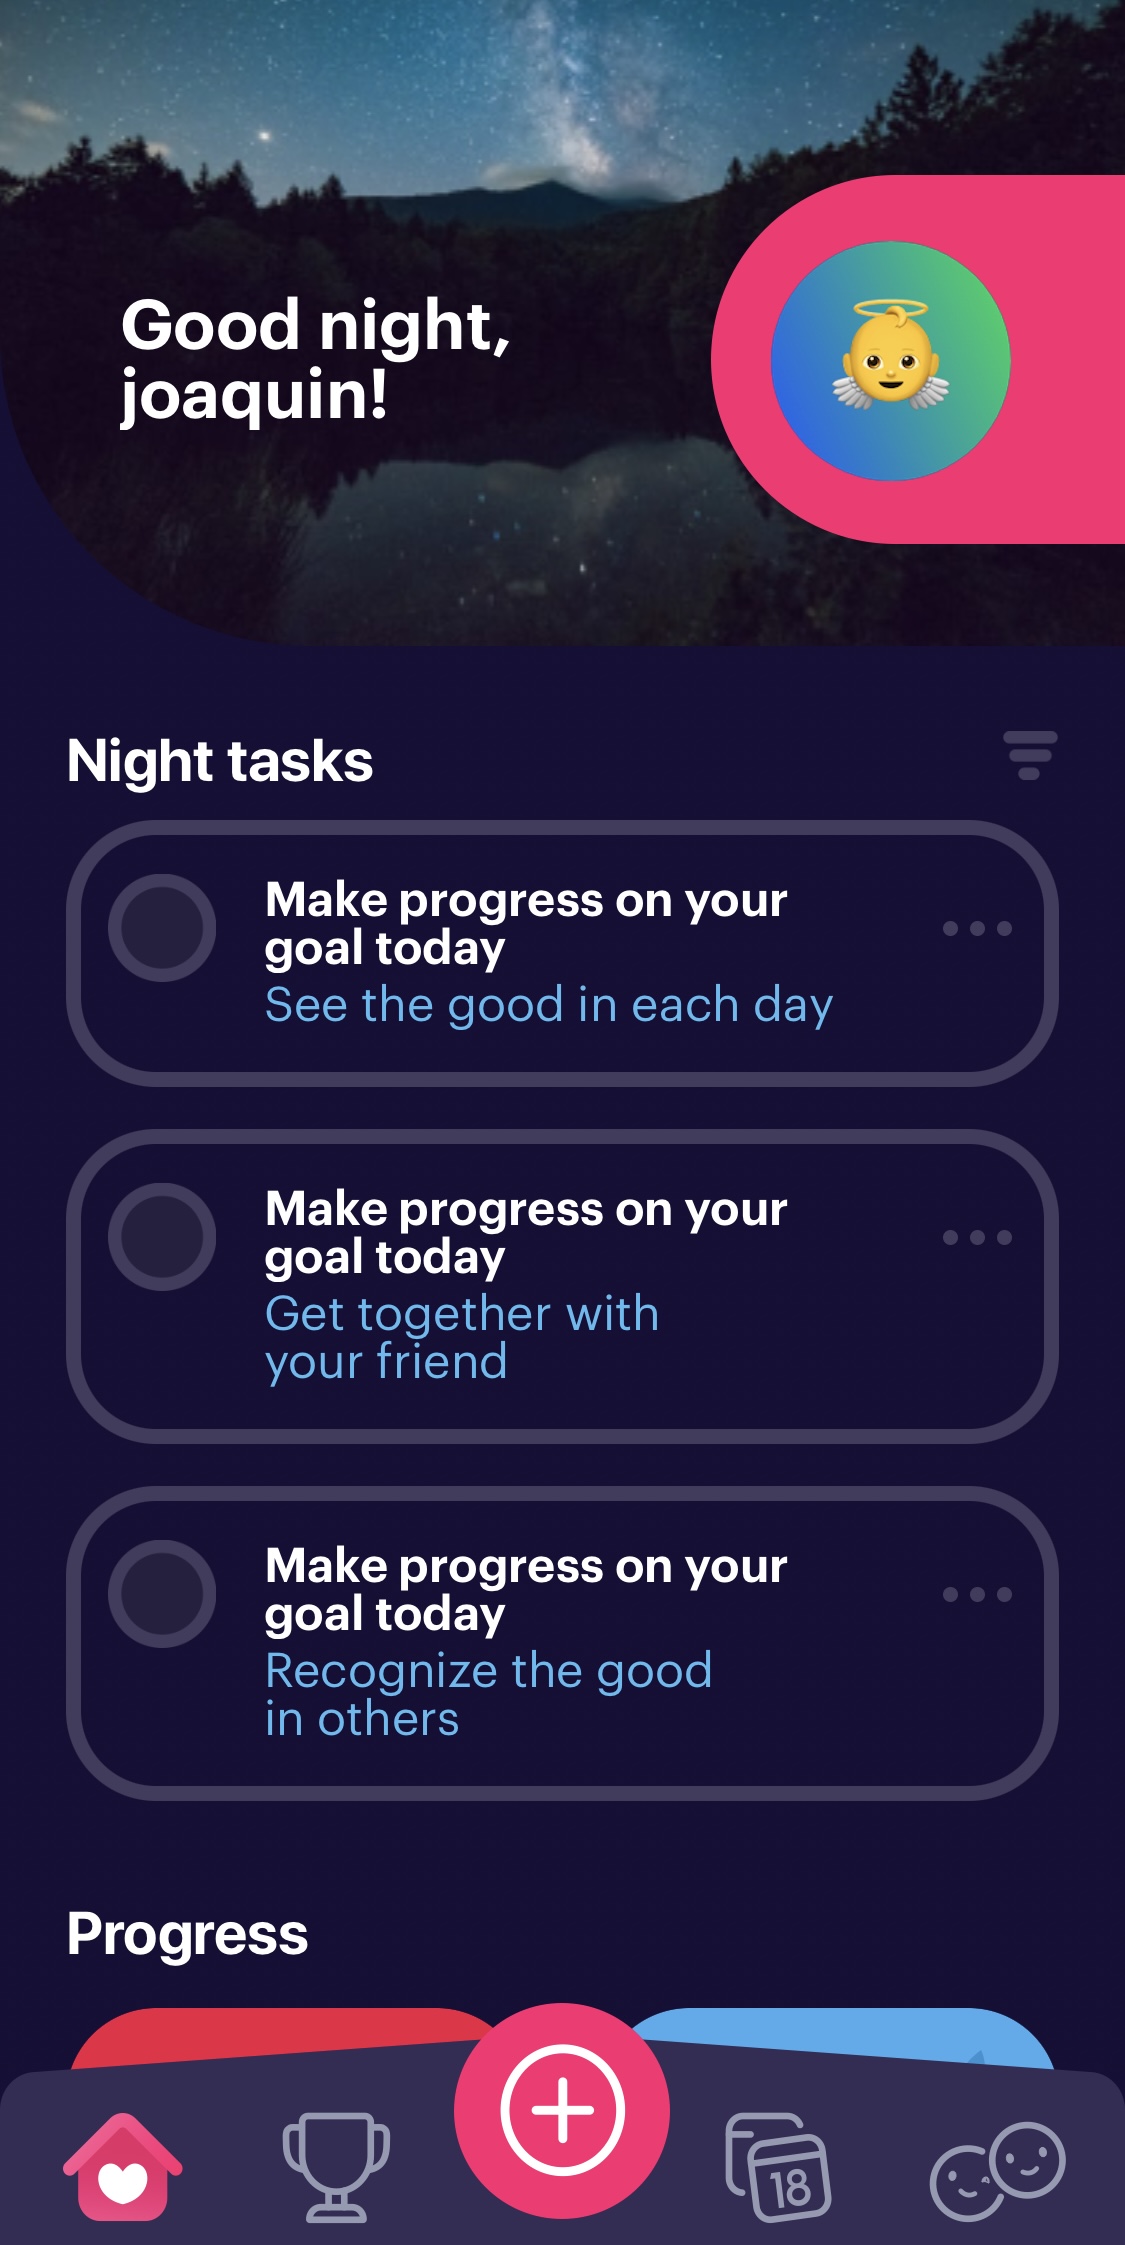 Good night,
joaquin!
Night tasks
Make progress on your
goal today
See the good in each day
Make progress on your
goal today
Get together with
your friend
Make progress on your
goal today
Recognize the good
in others
Progress
18